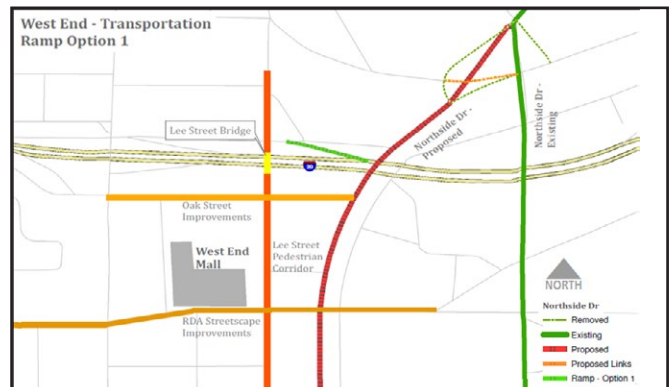 West End - Transportation
Ramp Option 1
Lee Street Bridge
Northside Dr -
Proposed
Northside Dr -
Existing
Oak Street
Improvements
West End
Mall
Lee Street
Pedestrian
Corridor
RDA Streetscape
Improvements
NORTH
Northside Dr
Removed
Existing
Proposed
Proposed Links
Ramp - Option 1